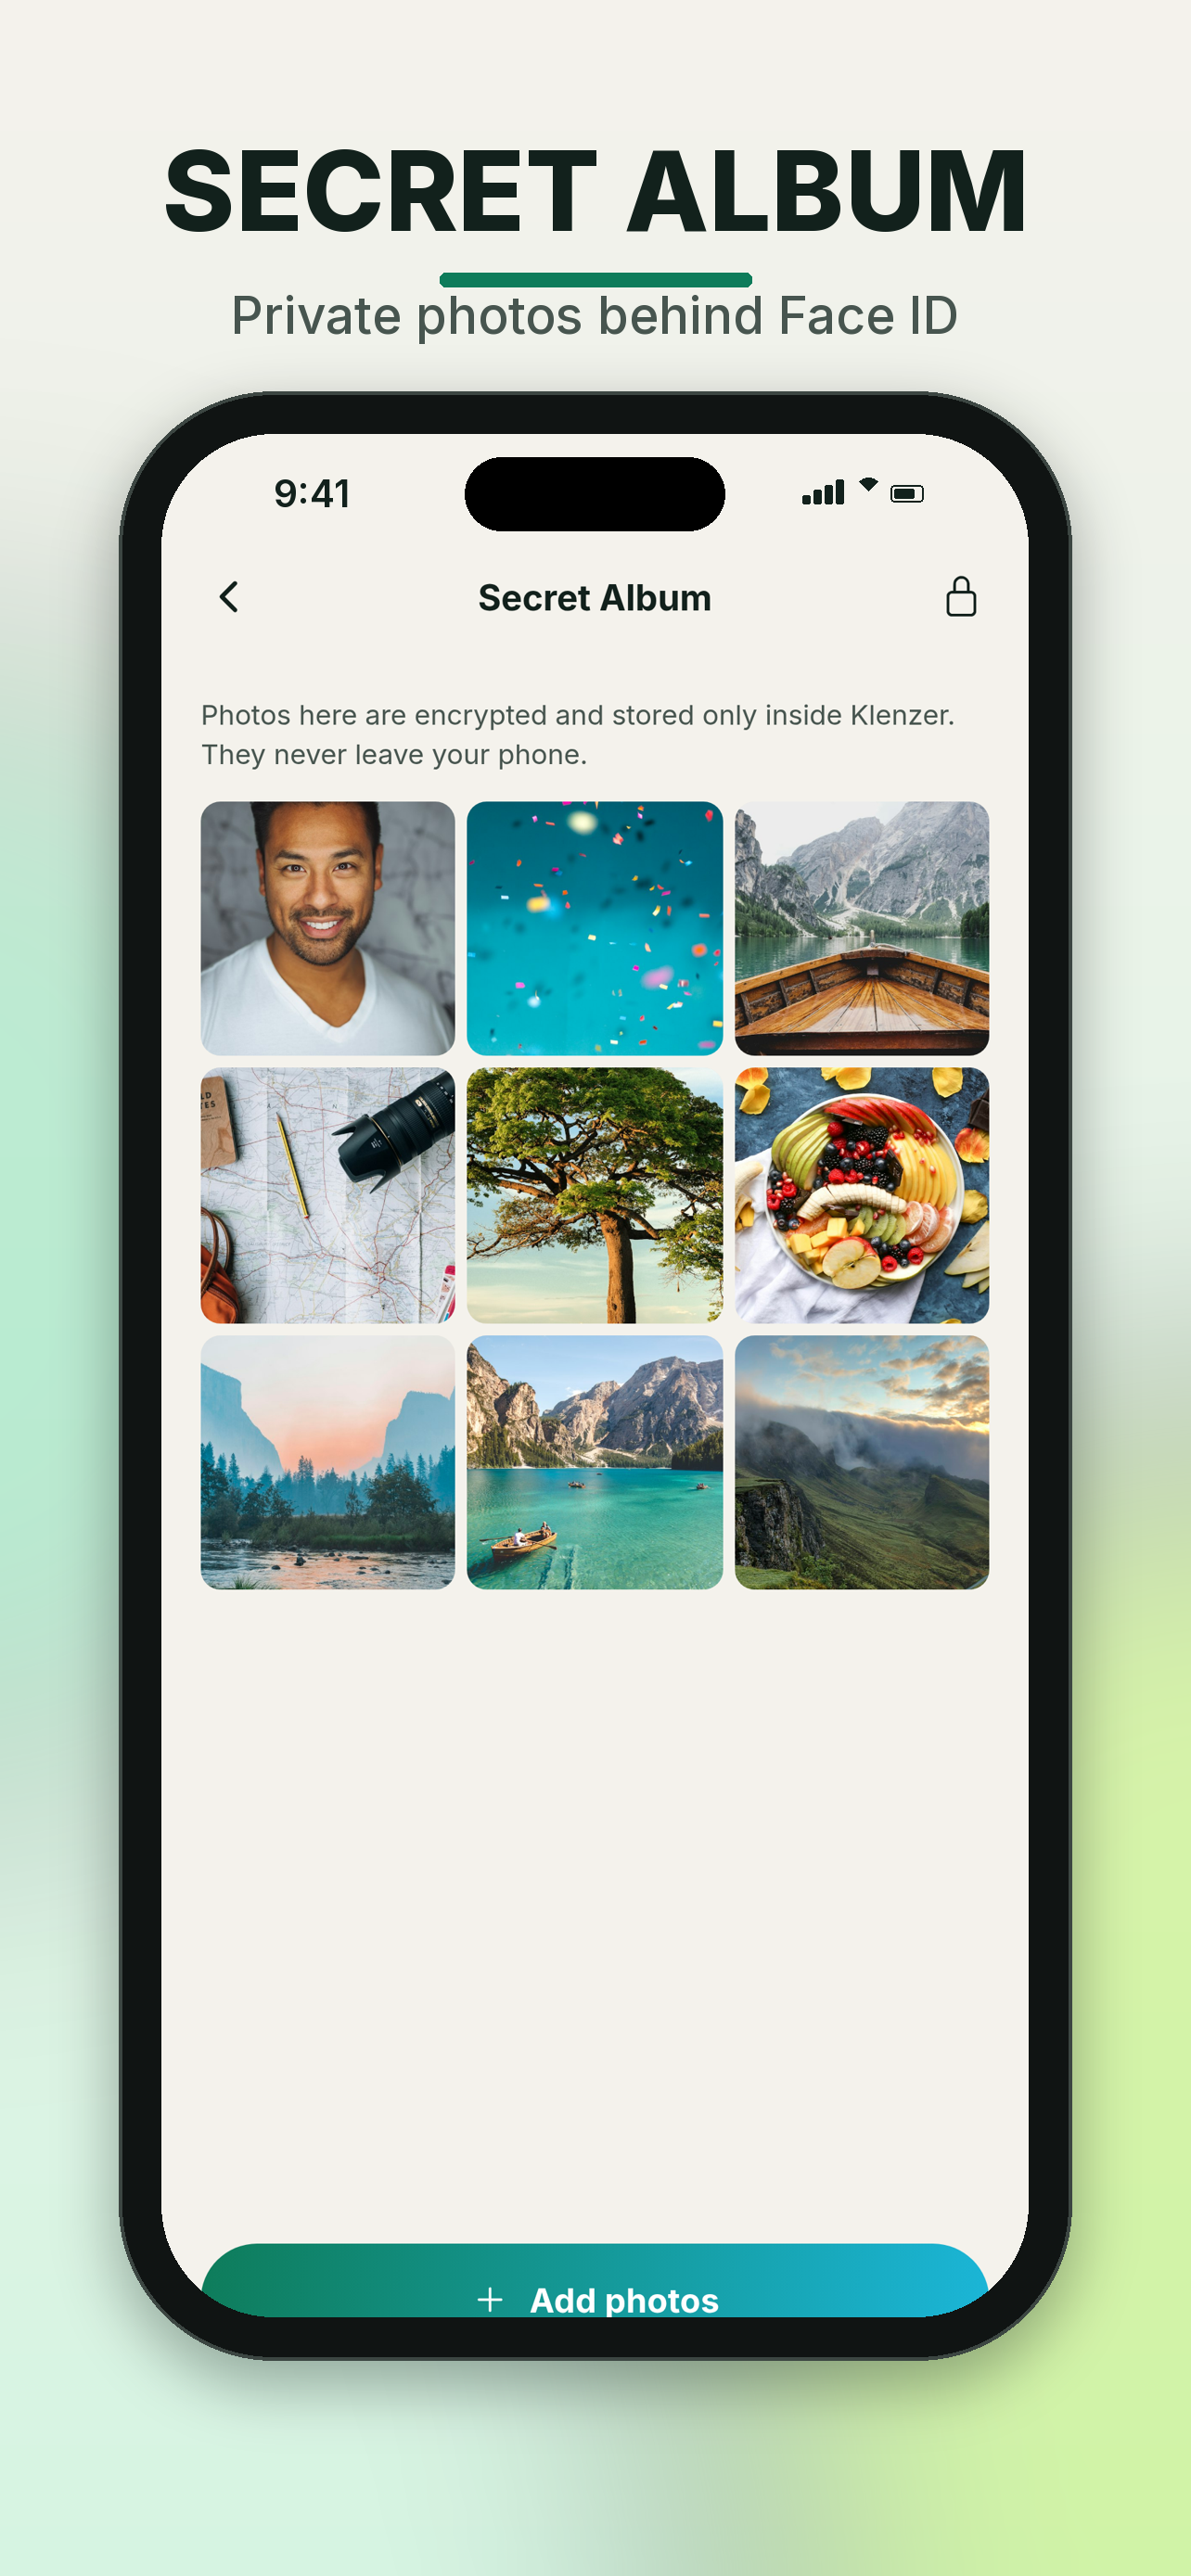 SECRET ALBUM
Private photos behind Face ID
9:41
Secret Album
Photos here are encrypted and stored only inside Klenzer.
They never leave your phone.
+ Add photos